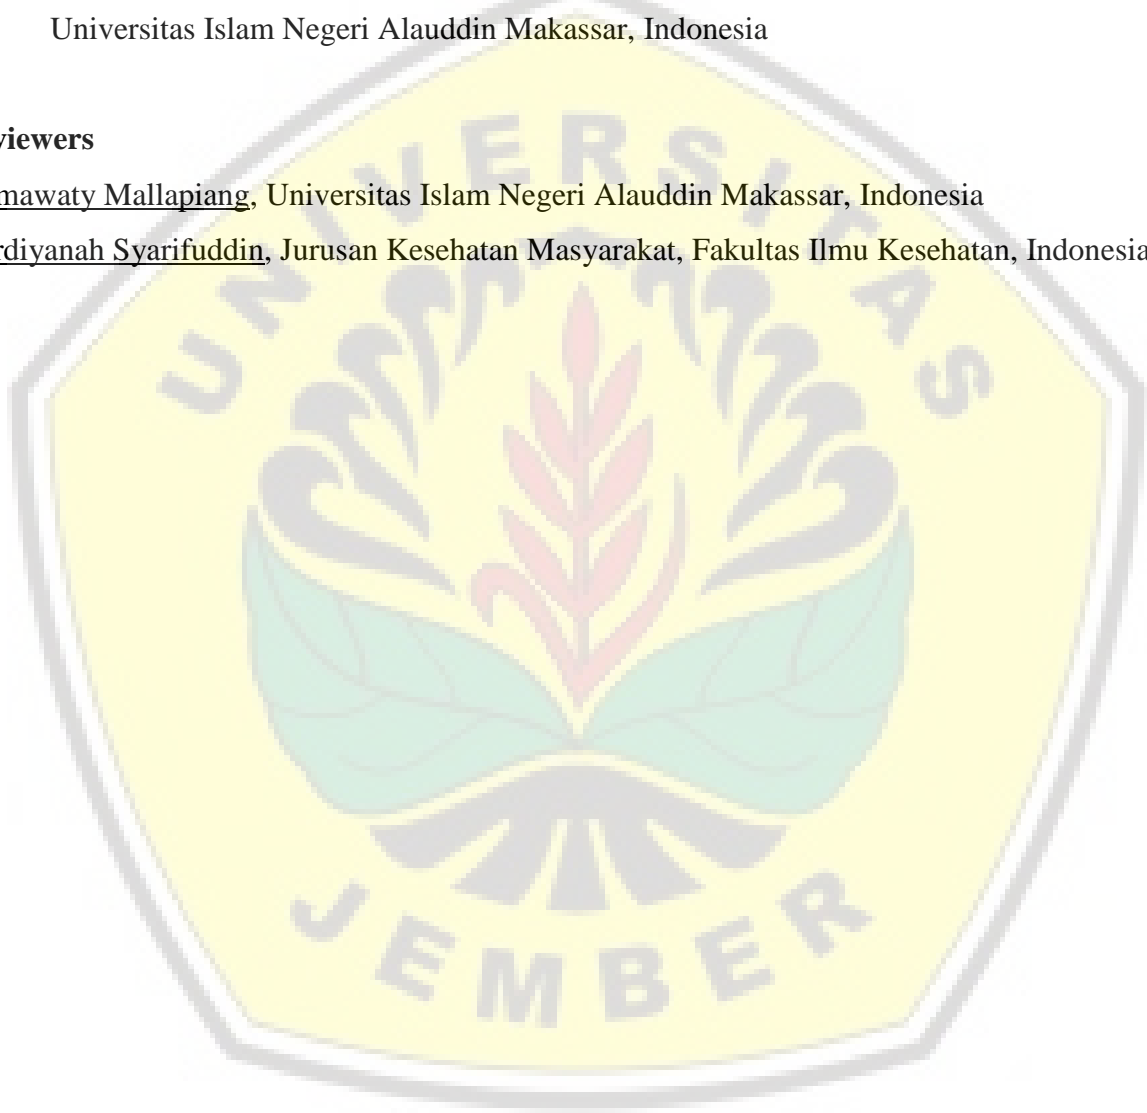 Universitas Islam Negeri Alauddin Makassar, Indonesia
viewers
mawaty Mallapiang, Universitas Islam Negeri Alauddin Makassar, Indonesia
rdiyanah Syarifuddin, Jurusan Kesehatan Masyarakat, Fakultas Ilmu Kesehatan, Indonesia
UNIVERSITAS
JEMBER